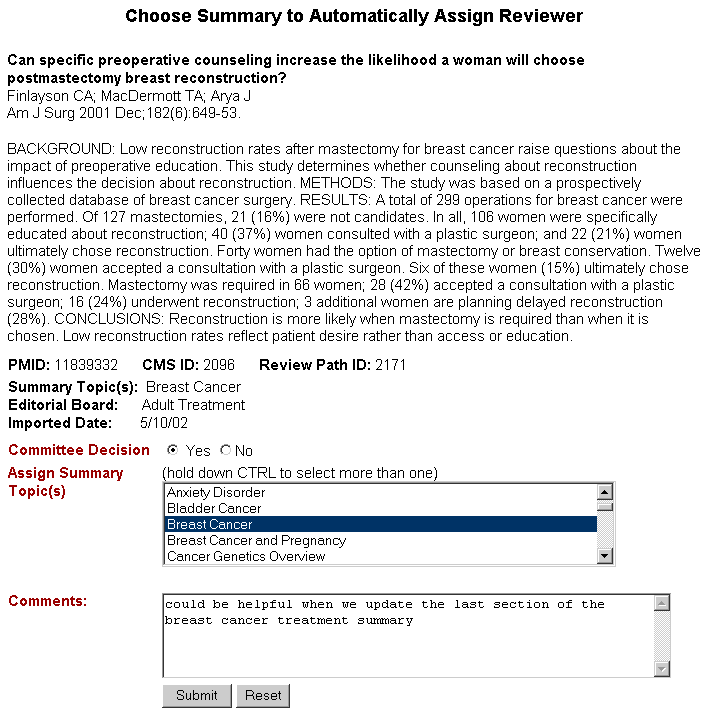 Choose Summary to Automatically Assign Reviewer
Can specific preoperative counseling increase the likelihood a woman will choose
postmastectomy breast reconstruction?
Finlayson CA; MacDermott TA; Arya J
Am J Surg 2001 Dec;182(6):649-53.
BACKGROUND: Low reconstruction rates after mastectomy for breast cancer raise questions about the
impact of preoperative education. This study determines whether counseling about reconstruction
influences the decision about reconstruction. METHODS: The study was based on a prospectively
collected database of breast cancer surgery. RESULTS: A total of 299 operations for breast cancer were
performed. Of 127 mastectomies, 21 (16%) were not candidates. In all, 106 women were specifically
educated about reconstruction; 40 (37%) women consulted with a plastic surgeon; and 22 (21%) women
ultimately chose reconstruction. Forty women had the option of mastectomy or breast conservation. Twelve
(30%) women accepted a consultation with a plastic surgeon. Six of these women (15%) ultimately chose
reconstruction. Mastectomy was required in 66 women; 28 (42%) accepted a consultation with a plastic
surgeon; 16 (24%) underwent reconstruction; 3 additional women are planning delayed reconstruction
(28%). CONCLUSIONS: Reconstruction is more likely when mastectomy is required than when it is
chosen. Low reconstruction rates reflect patient desire rather than access or education.
PMID: 11839332 CMS ID: 2096 Review Path ID: 2171
Summary Topic(s): Breast Cancer
Editorial Board: Adult Treatment
Imported Date: 5/10/02
Committee Decision Yes No
Assign Summary (hold down CTRL to select more than one)
Topic(s)
Anxiety Disorder
Bladder Cancer
Breast Cancer
Breast Cancer and Pregnancy
Cancer Genetics Overview
Comments:
could be helpful when we update the last section of the
breast cancer treatment summary
Submit Reset